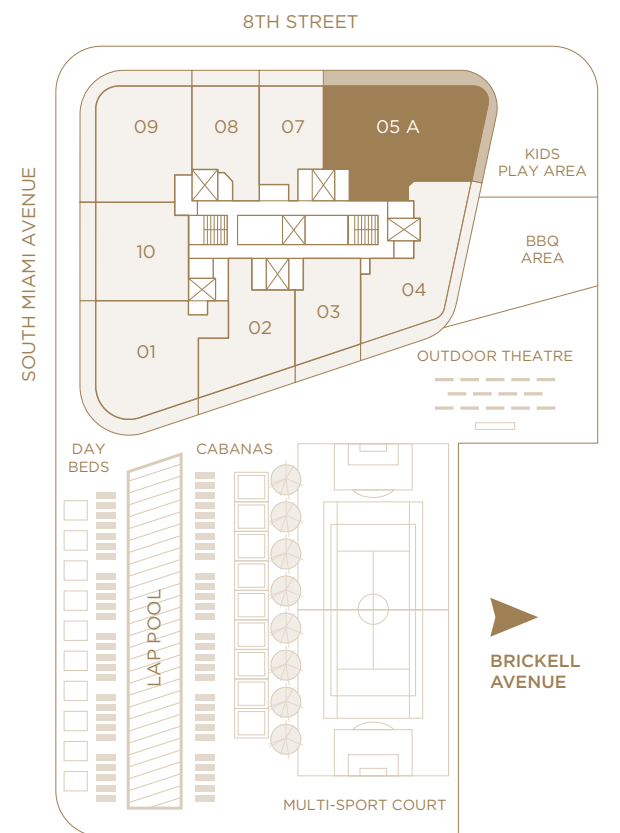 8TH STREET
SOUTH MIAMI AVENUE
09
08
07
05 A
KIDS
PLAY AREA
10
BBQ
AREA
04
03
02
01
OUTDOOR THEATRE
DAY
BEDS
CABANAS
LAP POOL
BRICKELL
AVENUE
MULTI-SPORT COURT